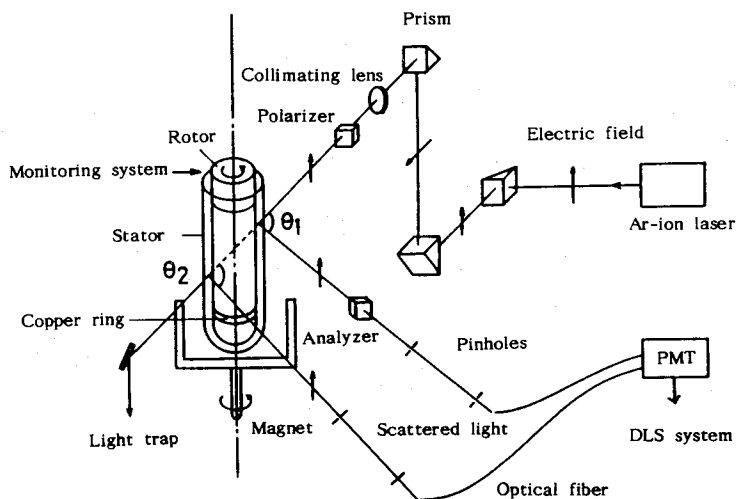 Prism
Collimating lens
Polarizer
Electric field
Rotor
Monitoring system
Ar-ion laser
θ1
Stator
θ2
Copper ring
Analyzer
Pinholes
PMT
Light trap
Magnet
Scattered light
DLS system
Optical fiber